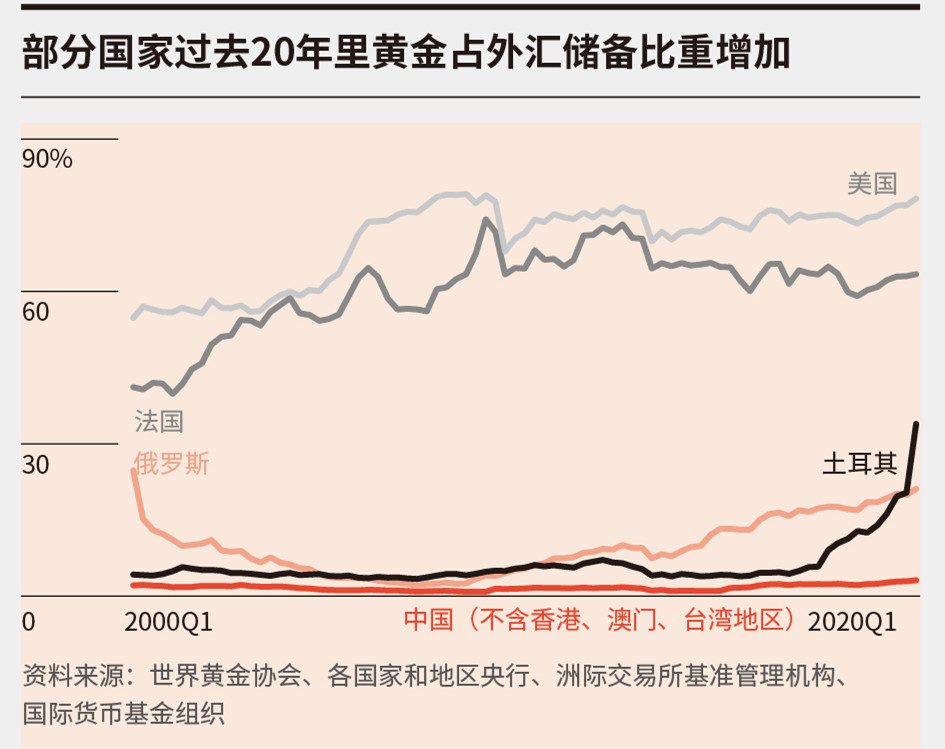 部分国家过去20年里黄金占外汇储备比重增加
90%
美国
60
法国
30
俄罗斯
土耳其
0
2000Q1
中国（不含香港、澳门、台湾地区）
2020Q1
资料来源：世界黄金协会、各国家和地区央行、洲际交易所基准管理机构、
国际货币基金组织